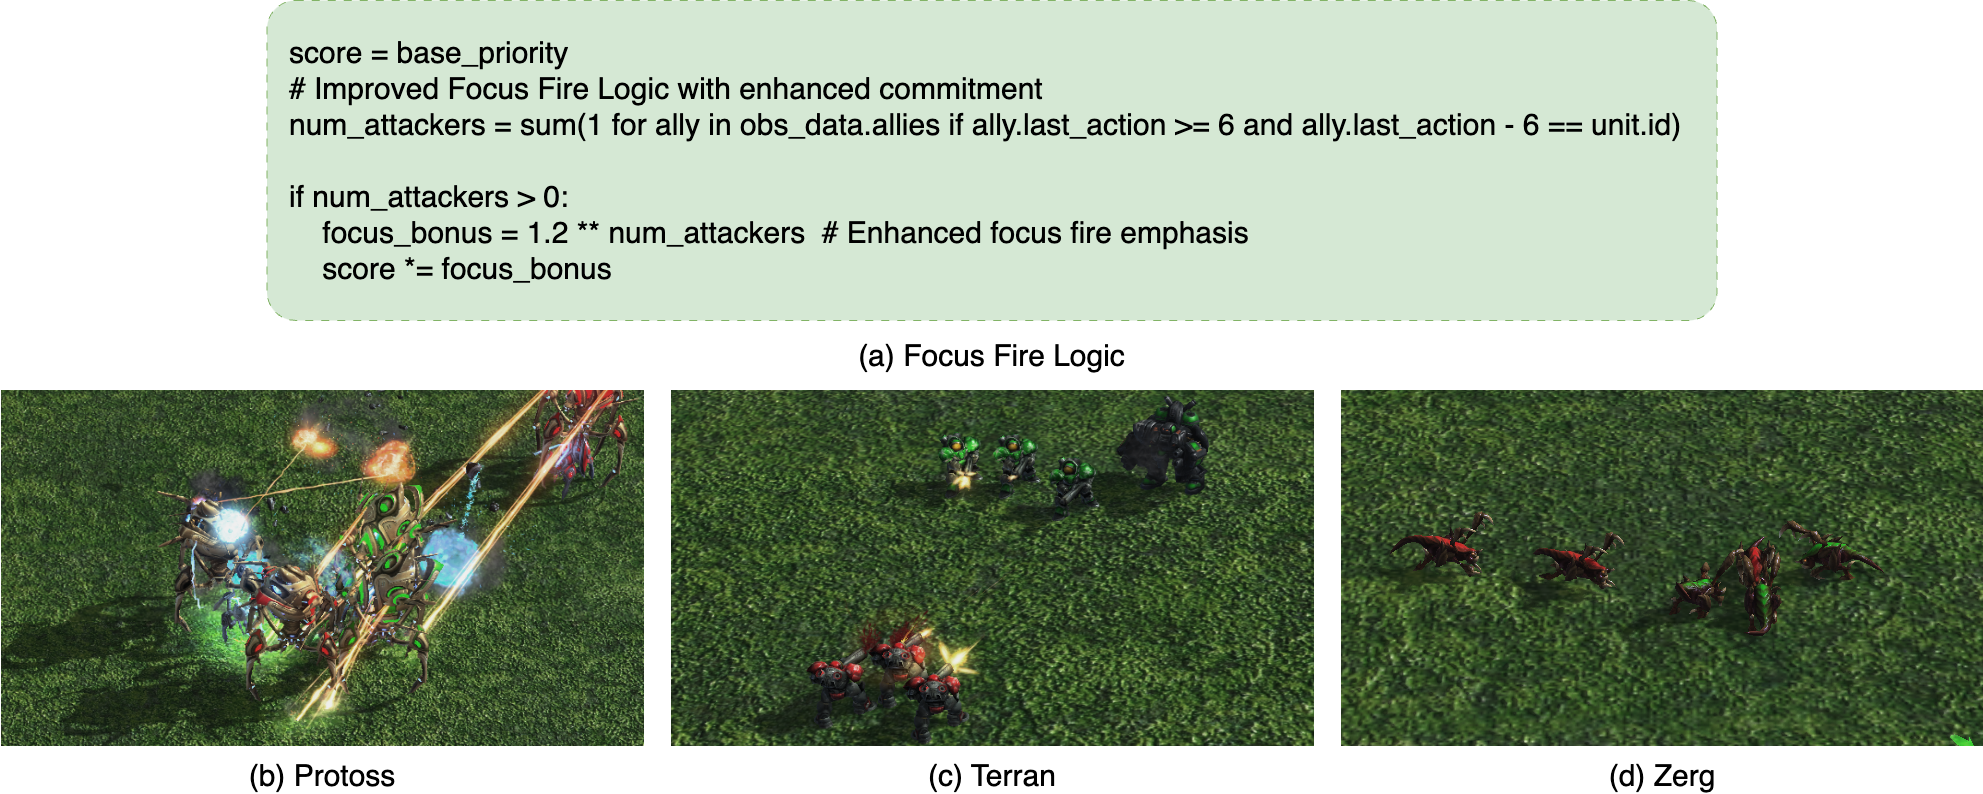 score = base_priority
# Improved Focus Fire Logic with enhanced commitment
num_attackers = sum(1 for ally in obs_data.allies if ally.last_action >= 6 and ally.last_action - 6 == unit.id)
if num_attackers > 0:
focus_bonus = 1.2 ** num_attackers  # Enhanced focus fire emphasis
score *= focus_bonus
(a) Focus Fire Logic
(b) Protoss
(c) Terran
(d) Zerg